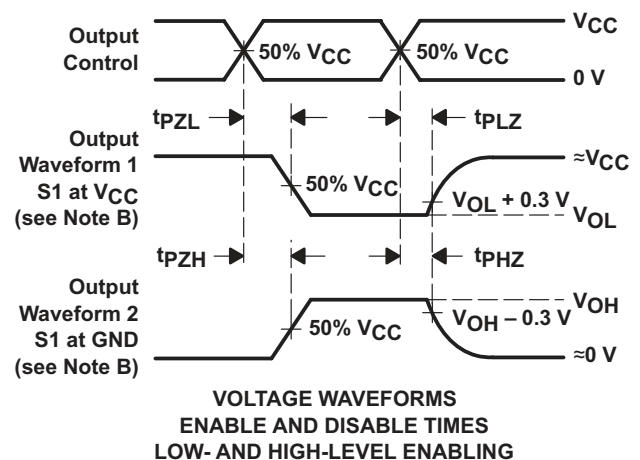 Output
Control
50% VCC
50% VCC
VCC
0 V
tPZL
tPLZ
Output
Waveform 1
S1 at VCC
(see Note B)
50% VCC
≈VCC
VOL + 0.3 V
VOL
tPZH
tPHZ
Output
Waveform 2
S1 at GND
(see Note B)
50% VCC
VOH
VOH – 0.3 V
≈0 V
VOLTAGE WAVEFORMS
ENABLE AND DISABLE TIMES
LOW- AND HIGH-LEVEL ENABLING